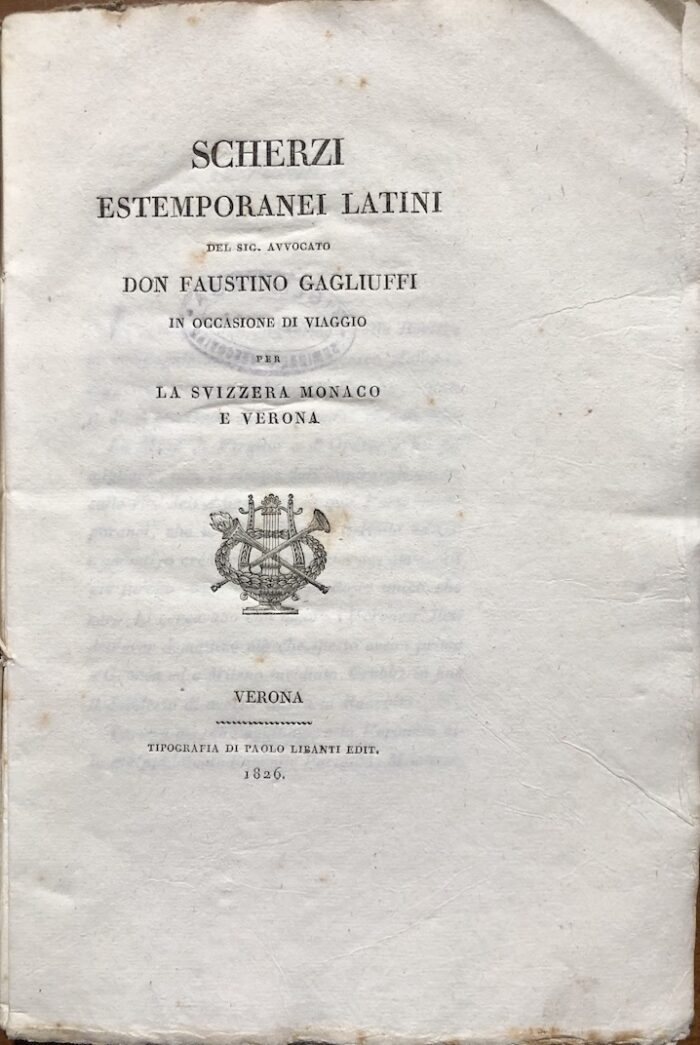 SCHERZI
ESTEMPORANEI LATINI
DEL SIG. AVVOCATO
DON FAUSTINO GAGLIUFFI
IN OCCASIONE DI VIAGGIO
PER
LA SVIZZERA MONACO
E VERONA
VERONA
TIPOGRAFIA DI PAOLO LIBANTI EDIT.
1826.